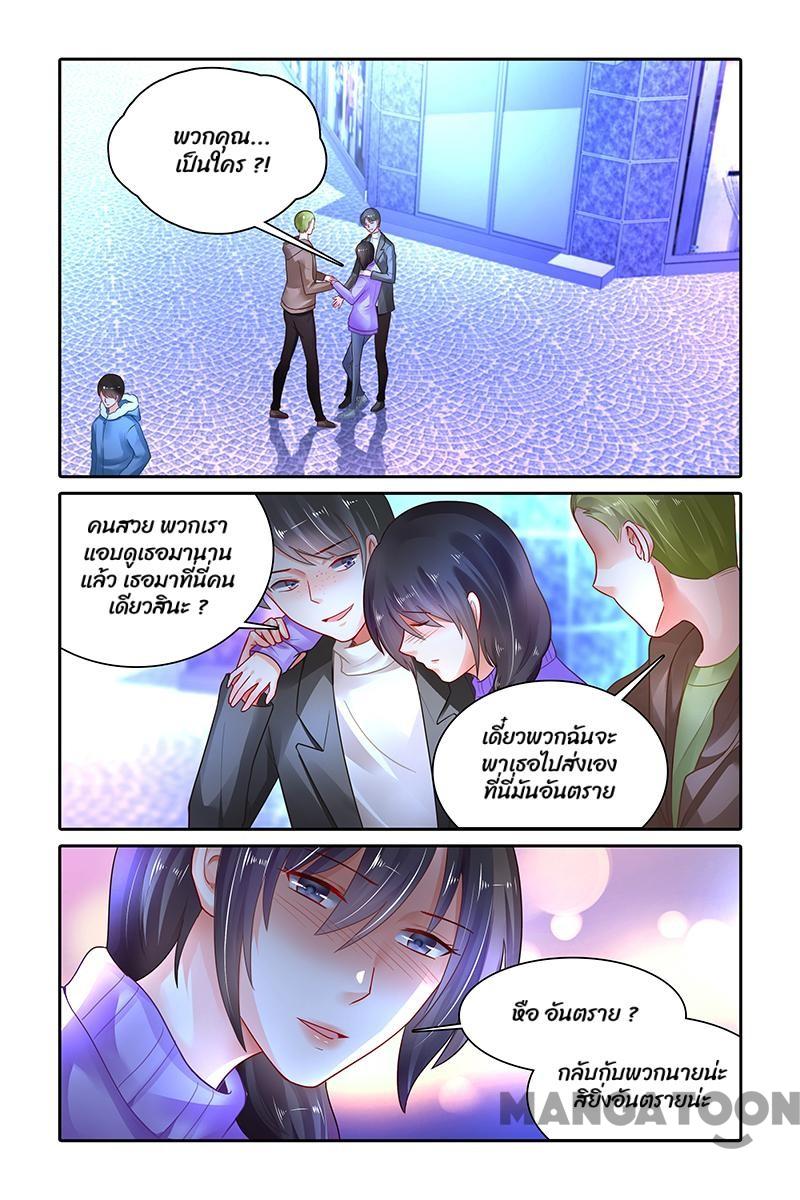 พวกคุณ...
เป็นใคร ?!
คนสวย พวกเรา
แอบดูเธอมานาน
แล้ว เธอมาที่นี่คน
เดียวสินะ ?
เดี๋ยวพวกฉันจะ
พาเธอไปส่งเอง
ที่นี่มันอันตราย
หือ อันตราย ?
กลับกับพวกนายน่ะ
สิยิ่งอันตรายน่ะ
MANGATOON